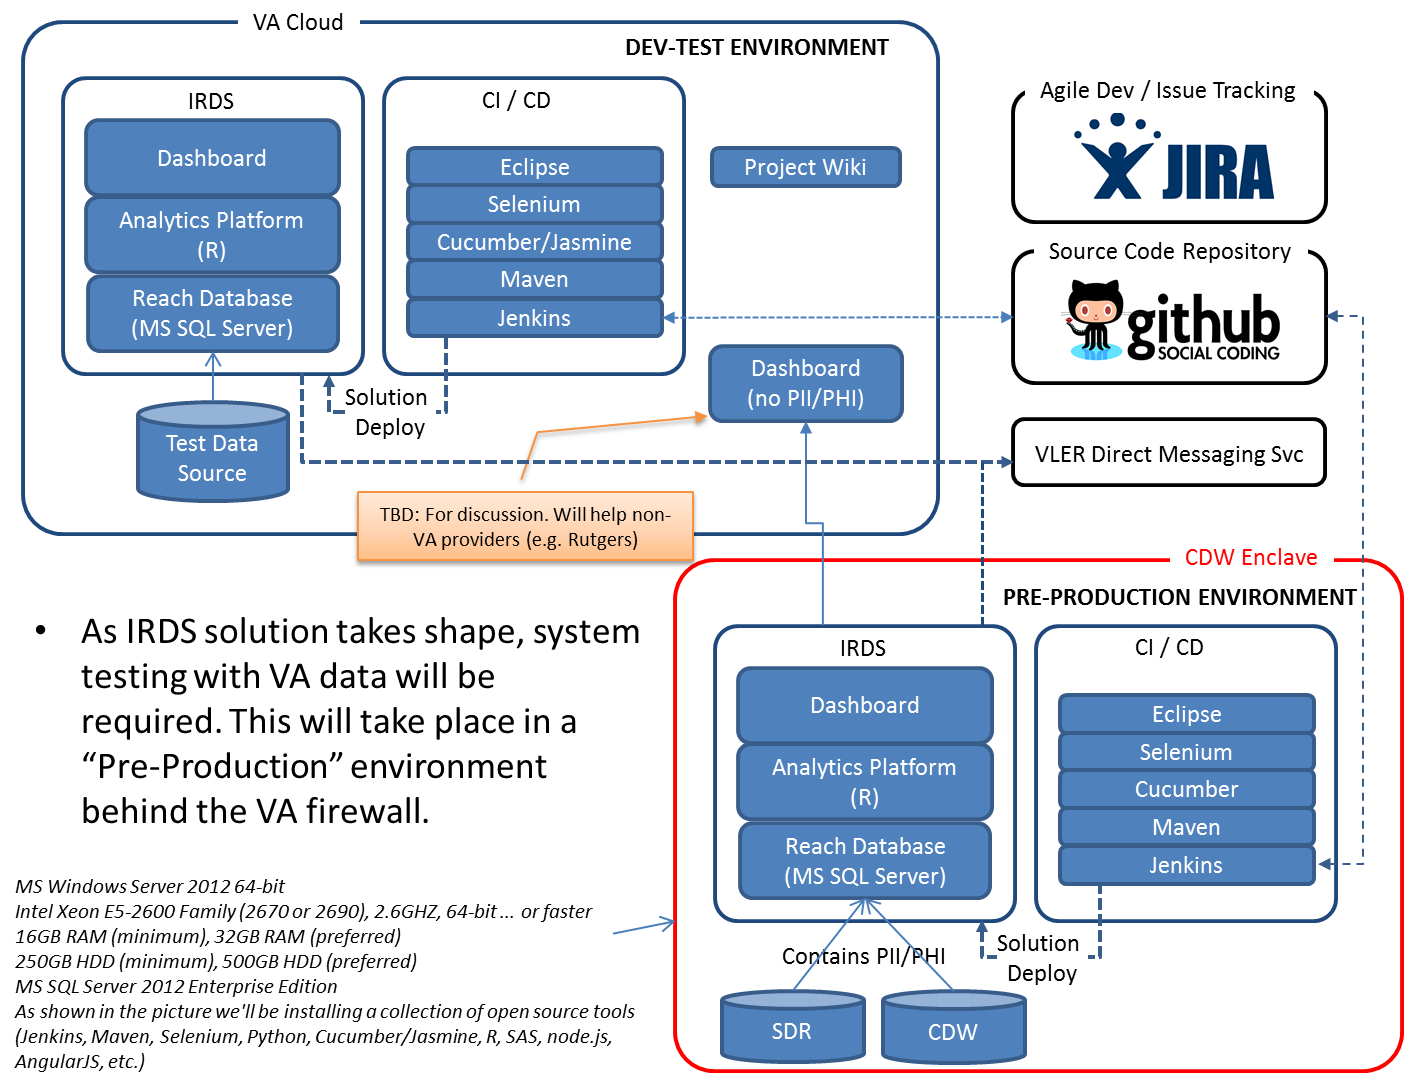 VA Cloud
DEV-TEST ENVIRONMENT
IRDS
Dashboard
Analytics Platform
(R)
Reach Database
(MS SQL Server)
Test Data
Source
CI / CD
Eclipse
Selenium
Cucumber/Jasmine
Maven
Jenkins
Solution
Deploy
Project Wiki
Dashboard
(no PII/PHI)
TBD: For discussion. Will help non-
VA providers (e.g. Rutgers)
Agile Dev / Issue Tracking
JIRA
Source Code Repository
github
SOCIAL CODING
VLER Direct Messaging Svc
CDW Enclave
PRE-PRODUCTION ENVIRONMENT
IRDS
Dashboard
Analytics Platform
(R)
Reach Database
(MS SQL Server)
Contains PII/PHI
SDR
CDW
CI / CD
Eclipse
Selenium
Cucumber
Maven
Jenkins
Solution
Deploy
• As IRDS solution takes shape, system
testing with VA data will be
required. This will take place in a
“Pre-Production” environment
behind the VA firewall.
MS Windows Server 2012 64-bit
Intel Xeon E5-2600 Family (2670 or 2690), 2.6GHZ, 64-bit ... or faster
16GB RAM (minimum), 32GB RAM (preferred)
250GB HDD (minimum), 500GB HDD (preferred)
MS SQL Server 2012 Enterprise Edition
As shown in the picture we'll be installing a collection of open source tools
(Jenkins, Maven, Selenium, Python, Cucumber/Jasmine, R, SAS, node.js,
AngularJS, etc.)